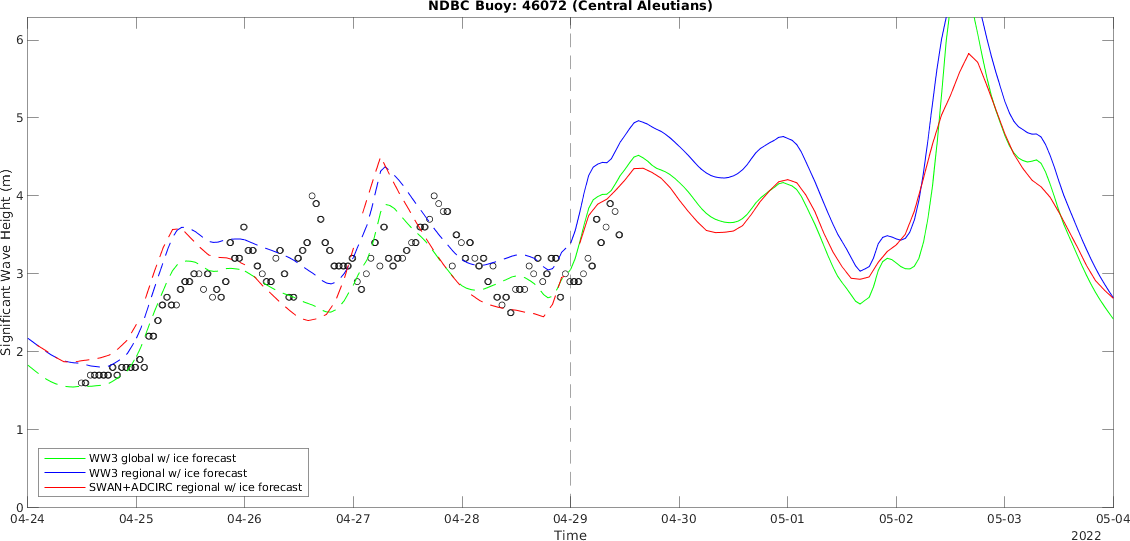 NDBC Buoy: 46072 (Central Aleutians)
6
5
4
3
2
1
0
Significant Wave Height (m)
WW3 global w/ ice forecast
WW3 regional w/ ice forecast
SWAN+ADCIRC regional w/ ice forecast
04-24 04-25 04-26 04-27 04-28 04-29 04-30 05-01 05-02 05-03 05-04
Time
2022